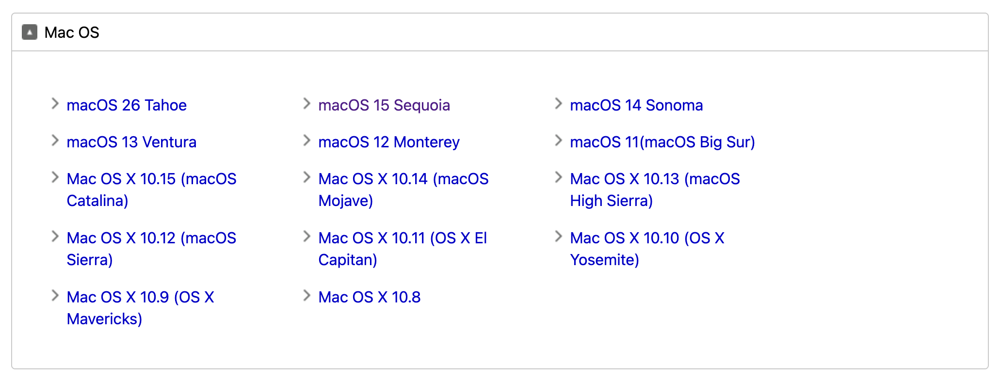 Mac OS
macOS 26 Tahoe
macOS 15 Sequoia
macOS 14 Sonoma
macOS 13 Ventura
macOS 12 Monterey
macOS 11(macOS Big Sur)
Mac OS X 10.15 (macOS
Catalina)
Mac OS X 10.14 (macOS
Mojave)
Mac OS X 10.13 (macOS
High Sierra)
Mac OS X 10.12 (macOS
Sierra)
Mac OS X 10.11 (OS X El
Capitan)
Mac OS X 10.10 (OS X
Yosemite)
Mac OS X 10.9 (OS X
Mavericks)
Mac OS X 10.8